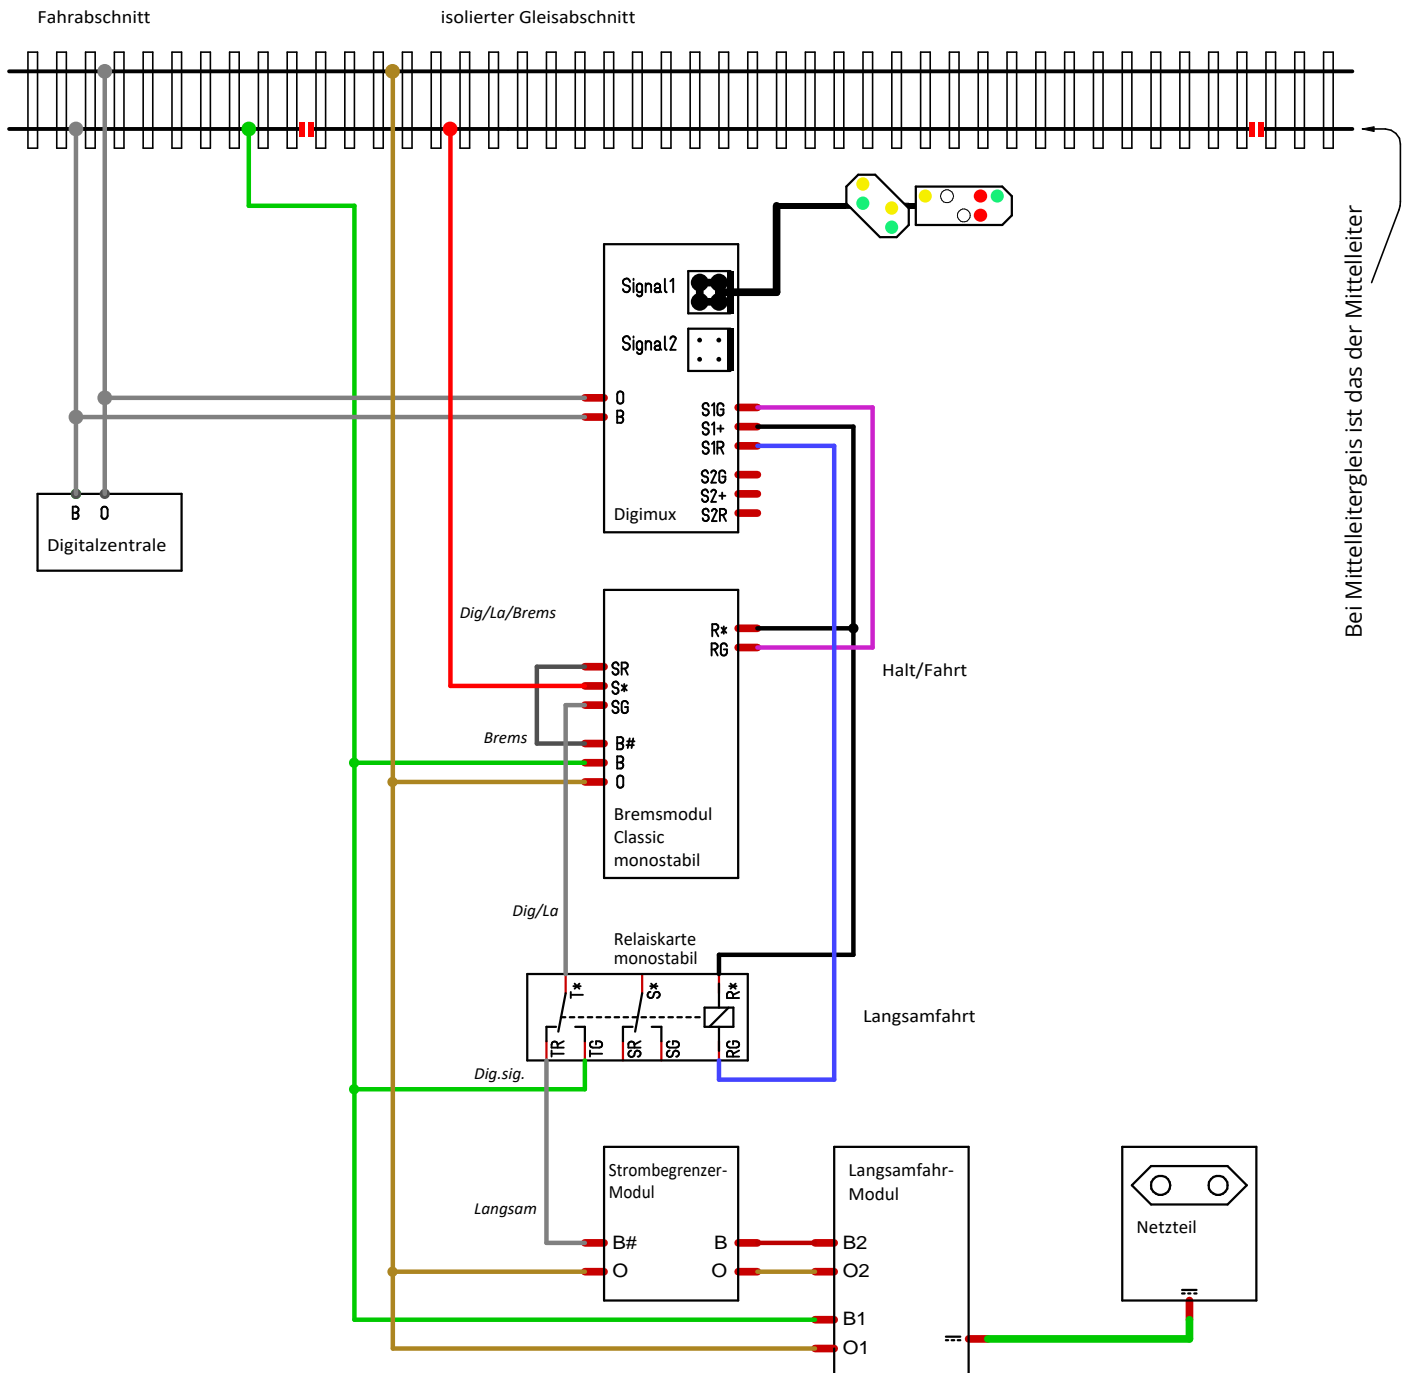 Fahrabschnitt
isolierter Gleisabschnitt
Bei Mittelleitergleis ist das der Mittelleiter
Signal1
Signal2
O
B
S1G
S1+
S1R
S2G
S2+
S2R
Digimux
B O
Digitalzentrale
Dig/La/Brems
R*
RG
Halt/Fahrt
SR
S*
SG
Brems
B#
B
O
Bremsmodul
Classic
monostabil
Dig/La
Relaiskarte
monostabil
T* S* R*
TR TG SR SG RG
Langsamfahrt
Dig.sig.
Strombegrenzer-
Modul
Langsam
B# B
O O
Langsamfahr-
Modul
B2
O2
B1
O1
Netzteil